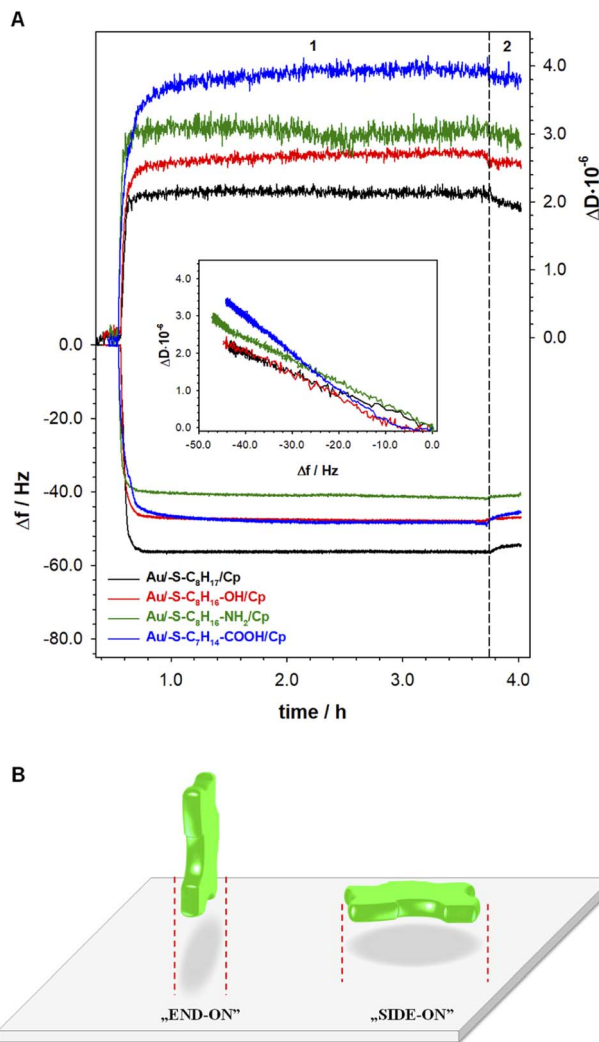 A
1
2
4.0
3.0
2.0
1.0
0.0
ΔD·10⁻⁶
0.0
-20.0
-40.0
-60.0
-80.0
Δf / Hz
4.0
3.0
2.0
1.0
0.0
ΔD·10⁻⁶
-50.0 -40.0 -30.0 -20.0 -10.0 0.0
Δf / Hz
Au/-S-C₈H₁₇/Cp
Au/-S-C₈H₁₆-OH/Cp
Au/-S-C₈H₁₆-NH₂/Cp
Au/-S-C₇H₁₄-COOH/Cp
1.0 2.0 3.0 4.0
time / h
B
„END-ON” „SIDE-ON”